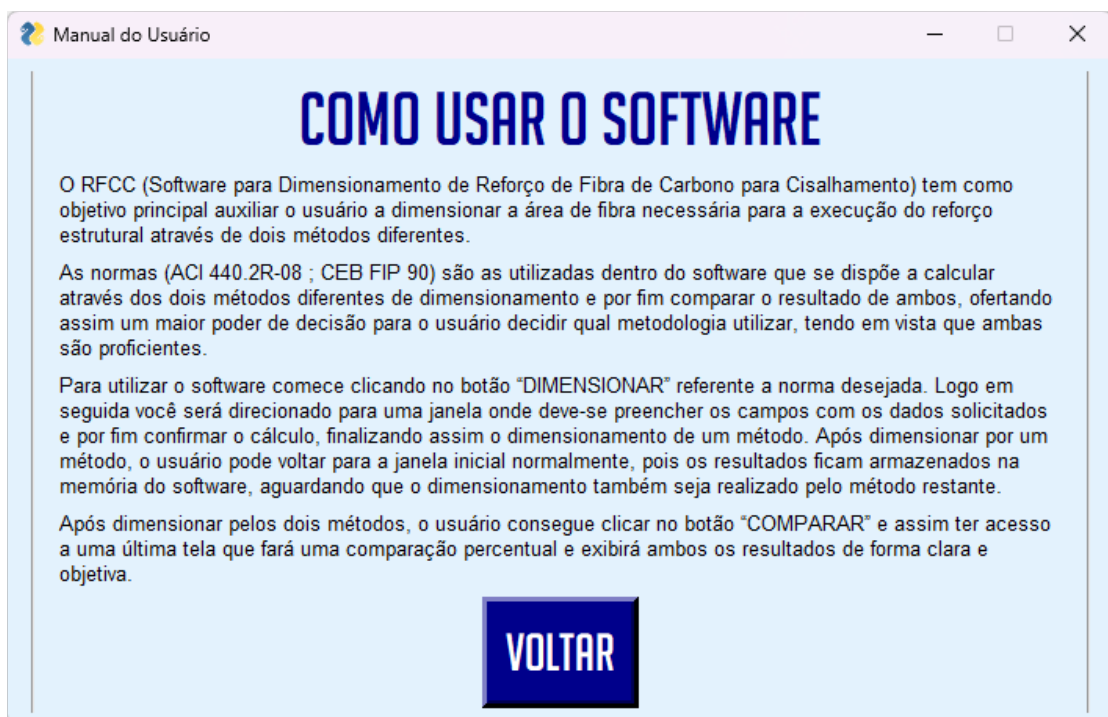 Manual do Usuário
COMO USAR O SOFTWARE
O RFCC (Software para Dimensionamento de Reforço de Fibra de Carbono para Cisalhamento) tem como
objetivo principal auxiliar o usuário a dimensionar a área de fibra necessária para a execução do reforço
estrutural através de dois métodos diferentes.
As normas (ACI 440.2R-08 ; CEB FIP 90) são as utilizadas dentro do software que se dispõe a calcular
através dos dois métodos diferentes de dimensionamento e por fim comparar o resultado de ambos, ofertando
assim um maior poder de decisão para o usuário decidir qual metodologia utilizar, tendo em vista que ambas
são proficientes.
Para utilizar o software comece clicando no botão “DIMENSIONAR” referente a norma desejada. Logo em
seguida você será direcionado para uma janela onde deve-se preencher os campos com os dados solicitados
e por fim confirmar o cálculo, finalizando assim o dimensionamento de um método. Após dimensionar por um
método, o usuário pode voltar para a janela inicial normalmente, pois os resultados ficam armazenados na
memória do software, aguardando que o dimensionamento também seja realizado pelo método restante.
Após dimensionar pelos dois métodos, o usuário consegue clicar no botão “COMPARAR” e assim ter acesso
a uma última tela que fará uma comparação percentual e exibirá ambos os resultados de forma clara e
objetiva.
VOLTAR